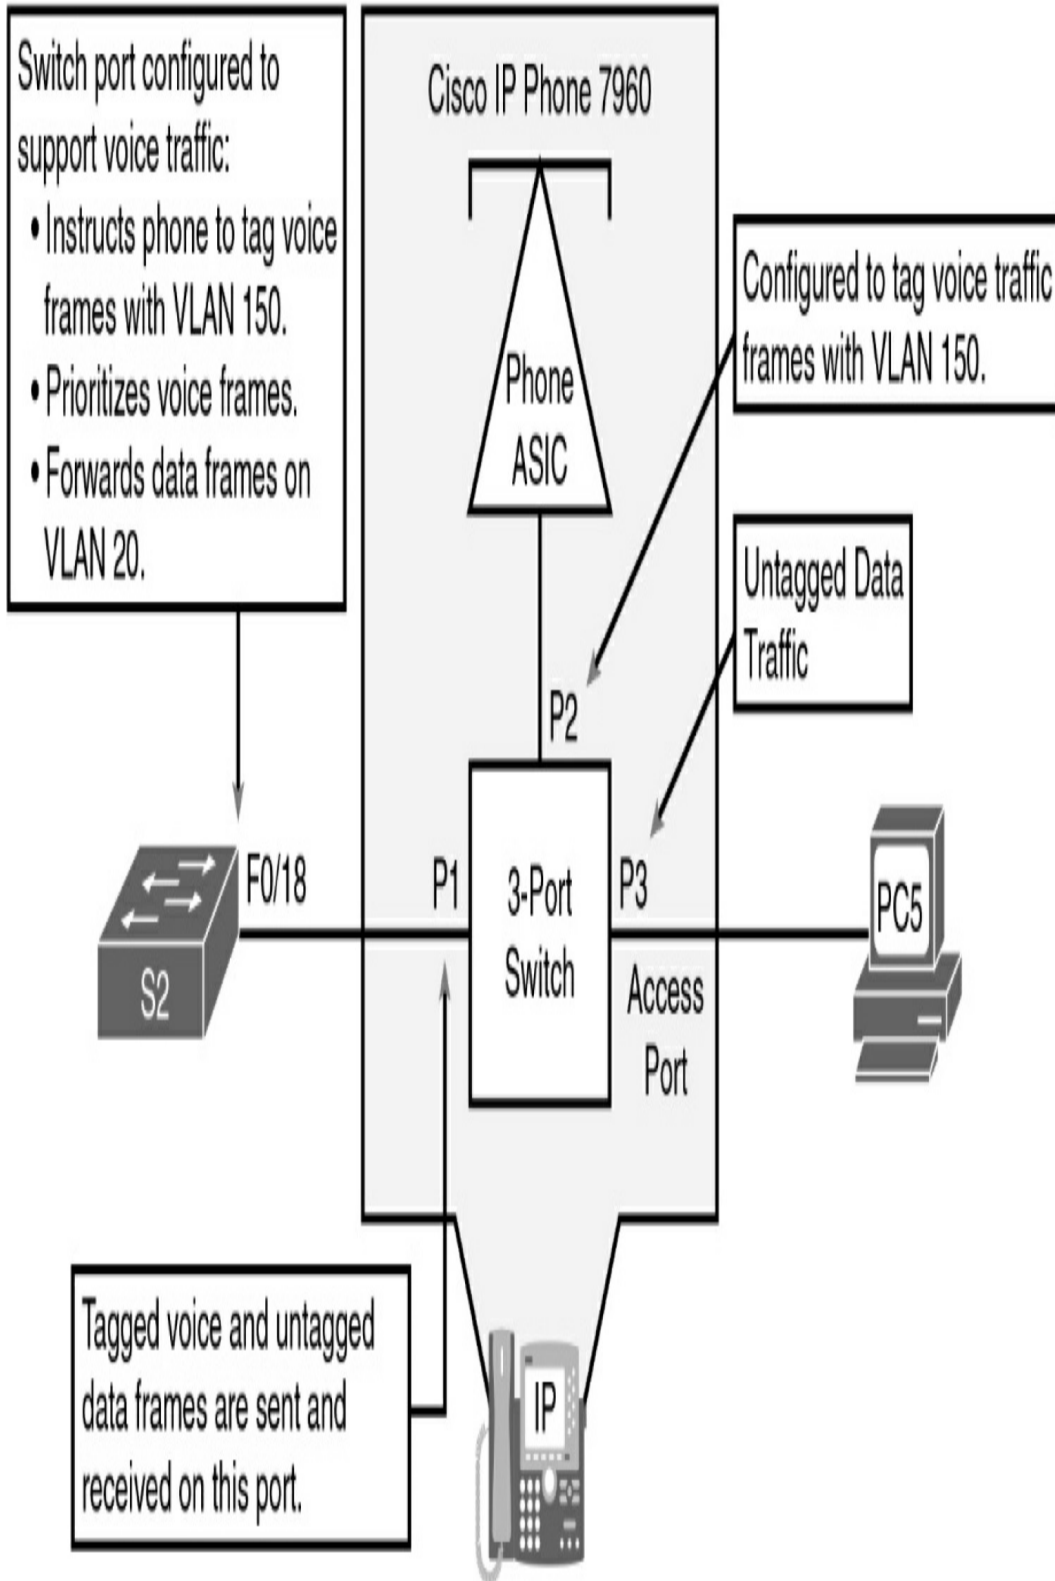 Switch port configured to
support voice traffic:
• Instructs phone to tag voice
frames with VLAN 150.
• Prioritizes voice frames.
• Forwards data frames on
VLAN 20.
Cisco IP Phone 7960
Phone
ASIC
Configured to tag voice traffic
frames with VLAN 150.
Untagged Data
Traffic
P2
F0/18
P1
3-Port
Switch
P3
Access
Port
S2
PC5
Tagged voice and untagged
data frames are sent and
received on this port.
IP